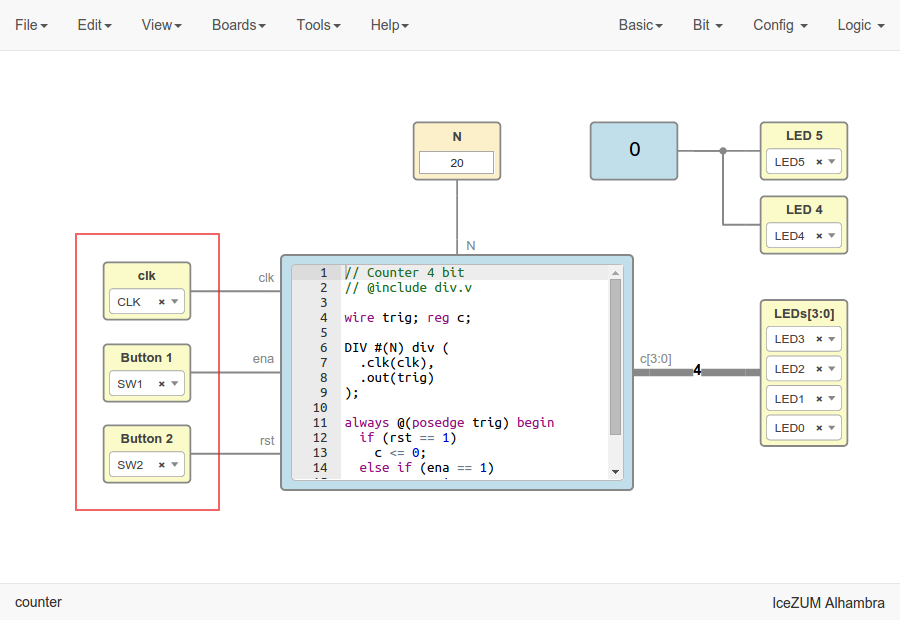 File Edit View Boards Tools Help Basic Bit Config Logic
N
20
0
LED 5
LED5 ×
LED 4
LED4 ×
N
clk
CLK ×
clk
Button 1
SW1 ×
ena
Button 2
SW2 ×
rst
1 // Counter 4 bit
2 // @include div.v
3
4 wire trig; reg c;
5
6 DIV #(N) div (
7 .clk(clk),
8 .out(trig)
9 );
10
11 always @(posedge trig) begin
12 if (rst == 1)
13 c <= 0;
14 else if (ena == 1)
c[3:0]
4
LEDs[3:0]
LED3 ×
LED2 ×
LED1 ×
LED0 ×
counter
IceZUM Alhambra